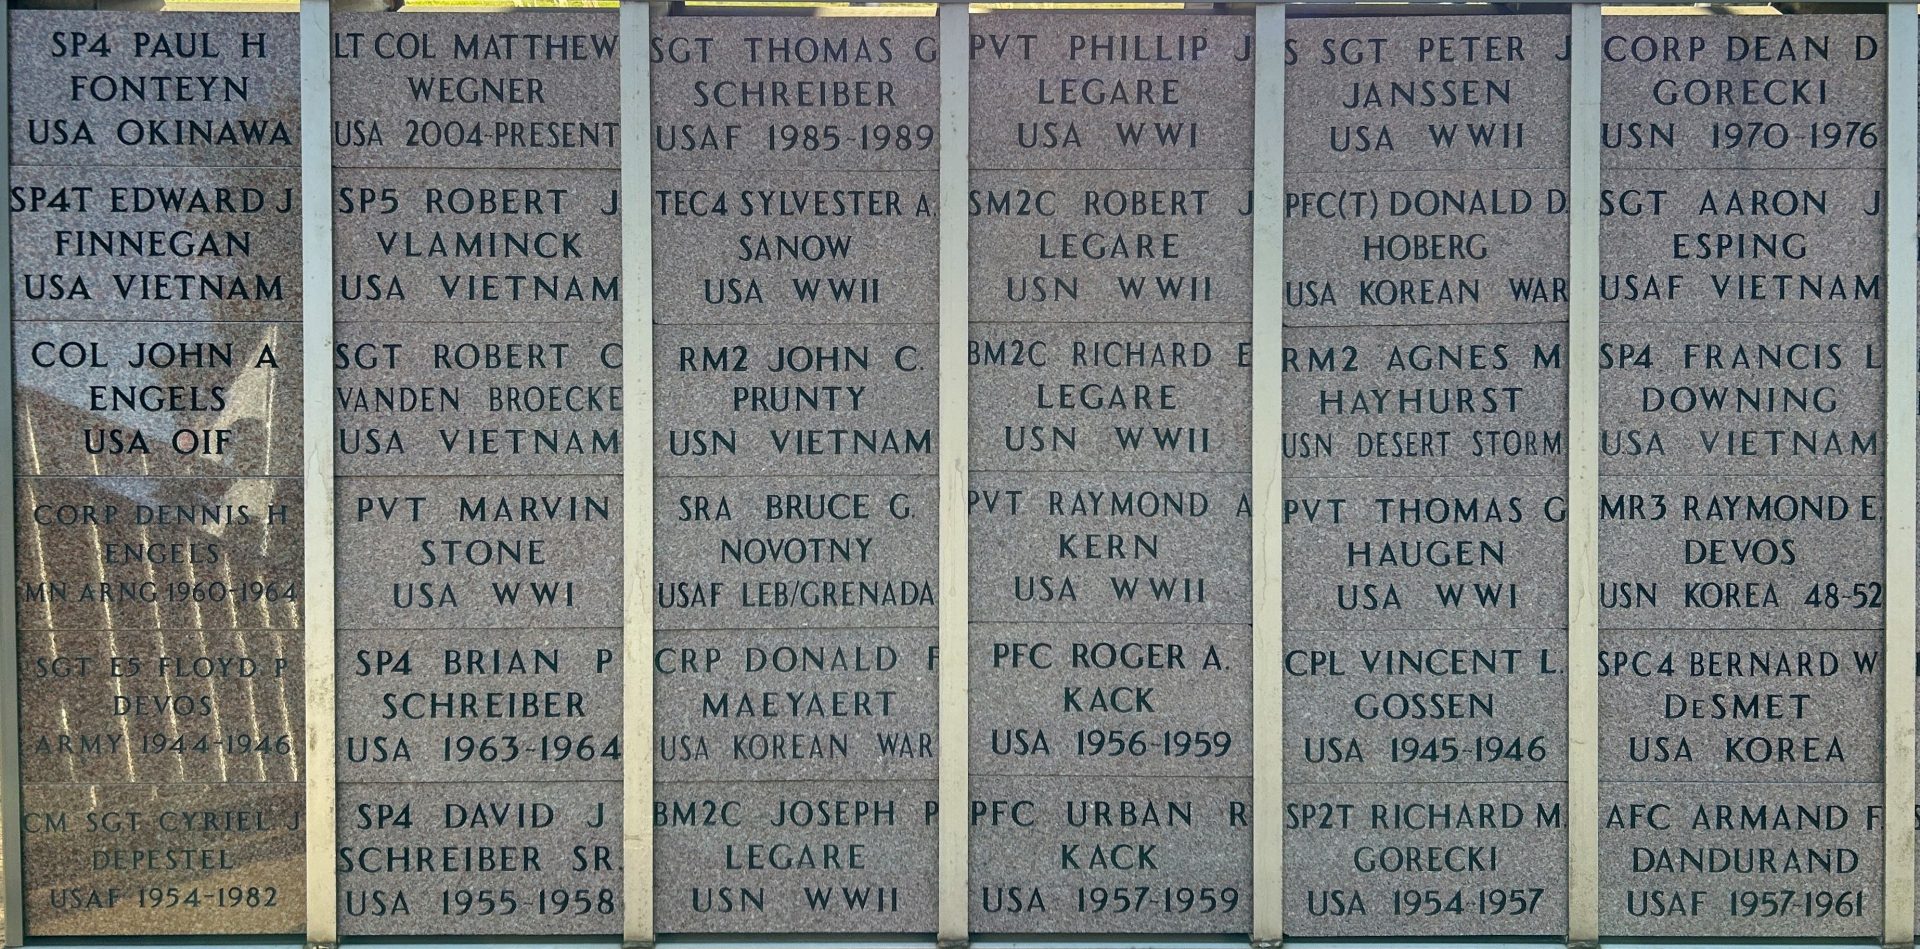 SP4 PAUL H
FONTEYN
USA OKINAWA
SP4T EDWARD J
FINNEGAN
USA VIETNAM
COL JOHN A
ENGELS
USA OIF
CORP DENNIS H
ENGELS
MN ARNG 1960-1964
SGT E5 FLOYD P
DEVOS
ARMY 1944-1946
CM SGT CYRIEL J
DEPESTEL
USAF 1954-1982
LT COL MATTHEW
WEGNER
USA 2004-PRESENT
SP5 ROBERT J
VLAMINCK
USA VIETNAM
SGT ROBERT C
VANDEN BROECKE
USA VIETNAM
PVT MARVIN
STONE
USA WWI
SP4 BRIAN P
SCHREIBER
USA 1963-1964
SP4 DAVID J
SCHREIBER SR.
USA 1955-1958
SGT THOMAS G
SCHREIBER
USAF 1985-1989
TEC4 SYLVESTER A.
SANOW
USA WWII
RM2 JOHN C.
PRUNTY
USN VIETNAM
SRA BRUCE G.
NOVOTNY
USAF LEB/GRENADA
CRP DONALD F
MAEYAERT
USA KOREAN WAR
BM2C JOSEPH P
LEGARE
USN WWII
PVT PHILLIP J
LEGARE
USA WWI
SM2C ROBERT J
LEGARE
USN WWII
BM2C RICHARD E
LEGARE
USN WWII
PVT RAYMOND A
KERN
USA WWII
PFC ROGER A.
KACK
USA 1956-1959
PFC URBAN R
KACK
USA 1957-1959
S SGT PETER J
JANSSEN
USA WWII
PFC(T) DONALD D.
HOBERG
USA KOREAN WAR
RM2 AGNES M
HAYHURST
USN DESERT STORM
PVT THOMAS G
HAUGEN
USA WWI
CPL VINCENT L.
GOSSEN
USA 1945-1946
SP2T RICHARD M.
GORECKI
USA 1954-1957
CORP DEAN D
GORECKI
USN 1970-1976
SGT AARON J
ESPING
USAF VIETNAM
SP4 FRANCIS L
DOWNING
USA VIETNAM
MR3 RAYMOND E.
DEVOS
USN KOREA 48-52
SPC4 BERNARD W
DeSMET
USA KOREA
AFC ARMAND F.
DANDURAND
USAF 1957-1961